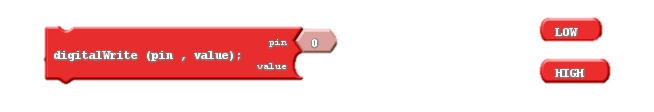 pin 0
digitalWrite (pin , value);
value
LOW
HIGH